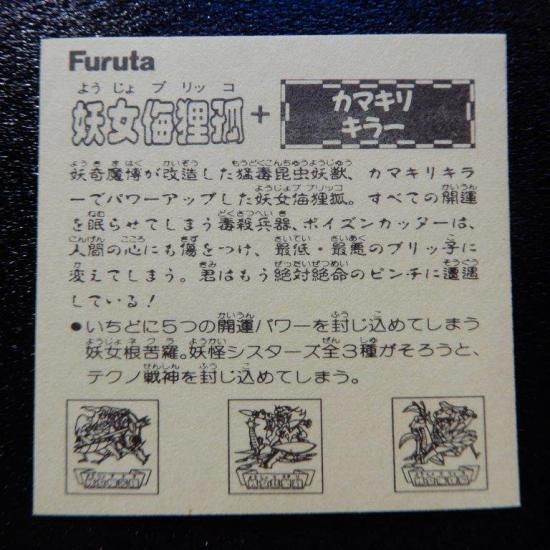 Furuta
ようじょ ブリッコ
妖女侮狸孤 +
カマキリ
キラー
妖奇魔博が改造した猛毒昆虫妖獣、カマキリキラ
ーでパワーアップした妖女侮狸孤。すべての開運
を眠らせてしまう毒殺兵器、ポイズンカッターは、
人間の心にも傷をつけ、最低・最悪のブリッ子に
変えてしまう。君はもう絶対絶命のピンチに遭遇
している!
●いちどに5つの開運パワーを封じ込めてしまう
妖女根苦羅。妖怪シスターズ全3種がそろうと、
テクノ戦神を封じ込めてしまう。